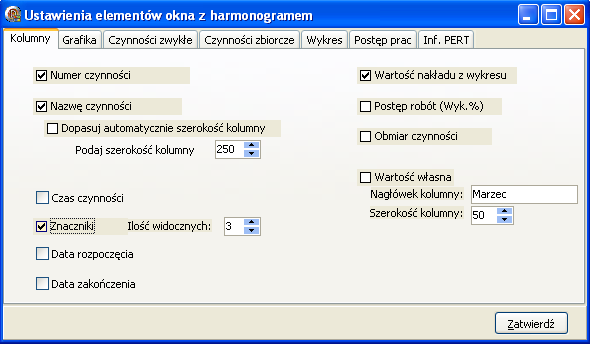 Ustawienia elementów okna z harmonogramem
Kolumny Grafika Czynności zwykłe Czynności zbiorcze Wykres Postęp prac Inf. PERT
Numer czynności
Nazwę czynności
Dopasuj automatycznie szerokość kolumny
Podaj szerokość kolumny 250
Czas czynności
Znaczniki Ilość widocznych: 3
Data rozpoczęcia
Data zakończenia
Wartość nakładu z wykresu
Postęp robót (Wyk.%)
Obmiar czynności
Wartość własna
Nagłówek kolumny: Marzec
Szerokość kolumny: 50
Zatwierdź